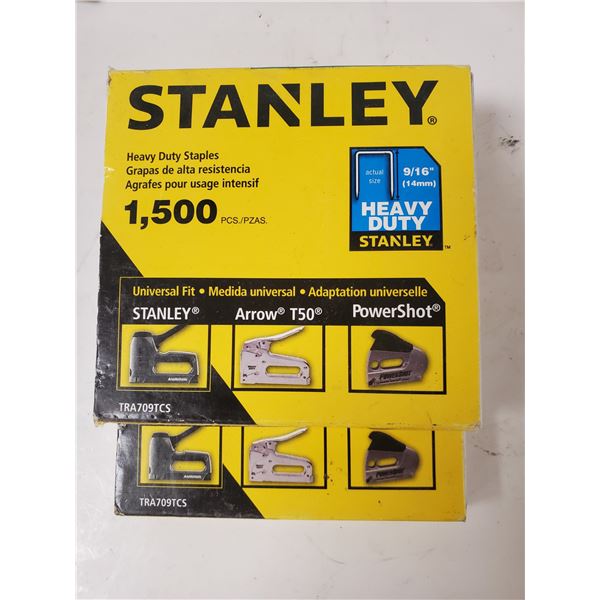 STANLEY®
Heavy Duty Staples
Grapas de alta resistencia
Agrafes pour usage intensif
1,500 PCS./PZAS.
actual size
9/16"
(14mm)
HEAVY
DUTY
STANLEY™
Universal Fit • Medida universal • Adaptation universelle
STANLEY® Arrow® T50® PowerShot®
TRA709TCS
TRA709TCS